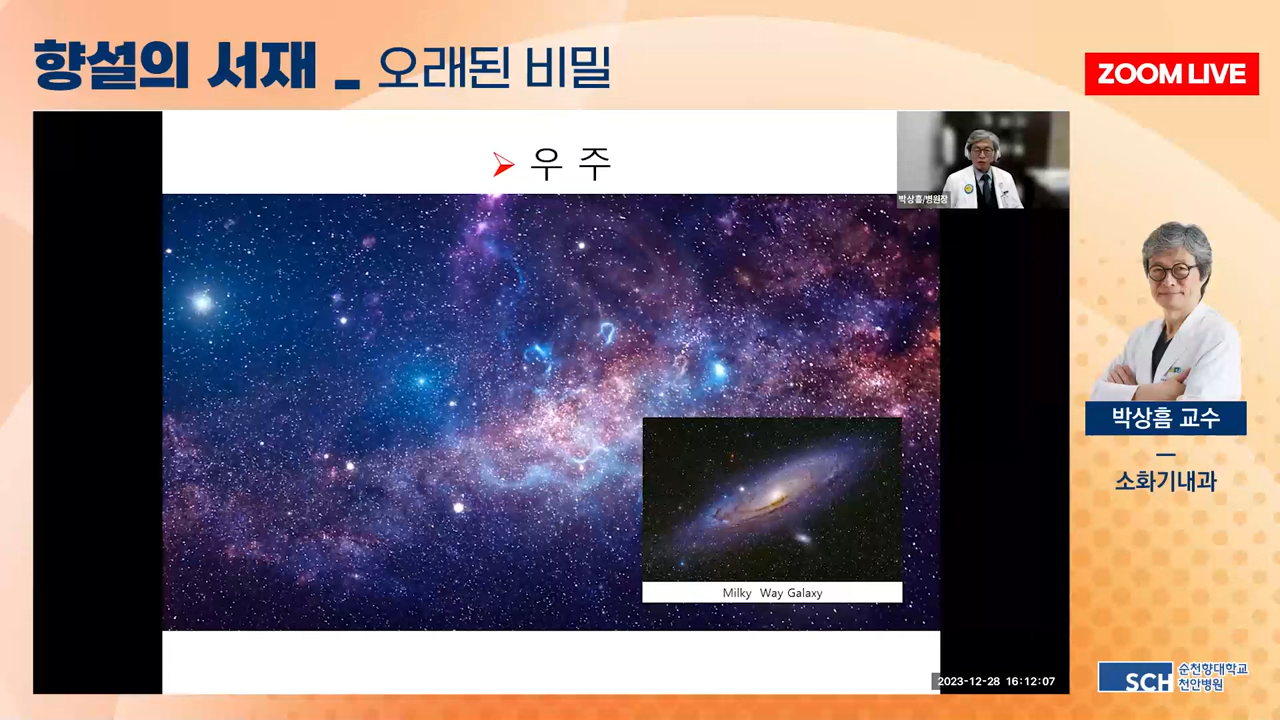 향설의 서재 _ 오래된 비밀
ZOOM LIVE
우 주
박상흠/병원장
박상흠 교수
소화기내과
Milky Way Galaxy
2023-12-28 16:12:07
SCH 순천향대학교
천안병원